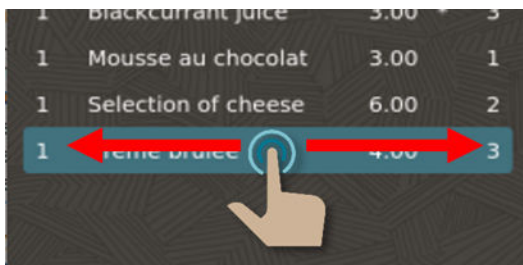 1 Blackcurrant juice 3.00 * 3
1 Mousse au chocolat 3.00 1
1 Selection of cheese 6.00 2
1 brulée 4.00 3